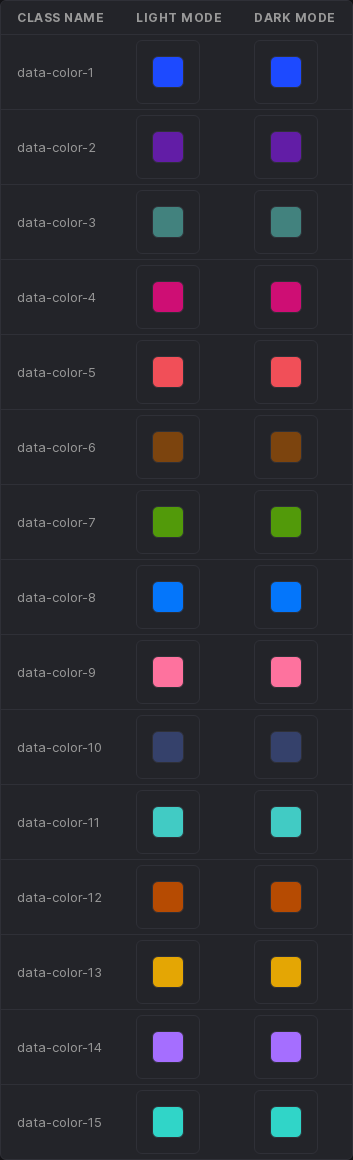 CLASS NAME LIGHT MODE DARK MODE
data-color-1
data-color-2
data-color-3
data-color-4
data-color-5
data-color-6
data-color-7
data-color-8
data-color-9
data-color-10
data-color-11
data-color-12
data-color-13
data-color-14
data-color-15